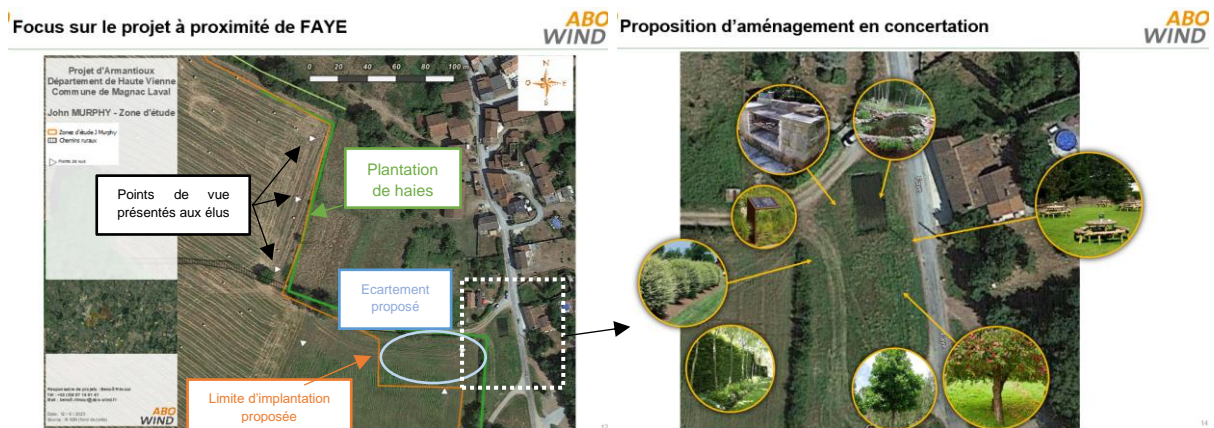 Focus sur le projet à proximité de FAYE
ABO
WIND
Projet d'Armantioux
Département de Haute Vienne
Commune de Magnac Laval
John MURPHY - Zone d'étude
Zones d'étude J Murphy
Chemins ruraux
Points de vue
0 20 40 60 80 100 m
N
Points de vue
présentés aux élus
Plantation
de haies
Ecartement
proposé
Limite d'implantation
proposée
ABO
WIND
Proposition d'aménagement en concertation
ABO
WIND
Faye
14